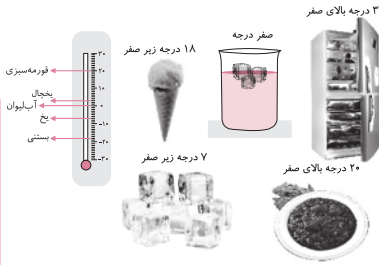 ۳ درجه بالای صفر
صفر درجه
۱۸ درجه زیر صفر
۳۰
قورمه‌سبزی
۲۰
۱۰
یخچال
آب‌لیوان
۰
یخ
-۱۰
بستنی
-۲۰
-۳۰
۷ درجه زیر صفر
۲۰ درجه بالای صفر